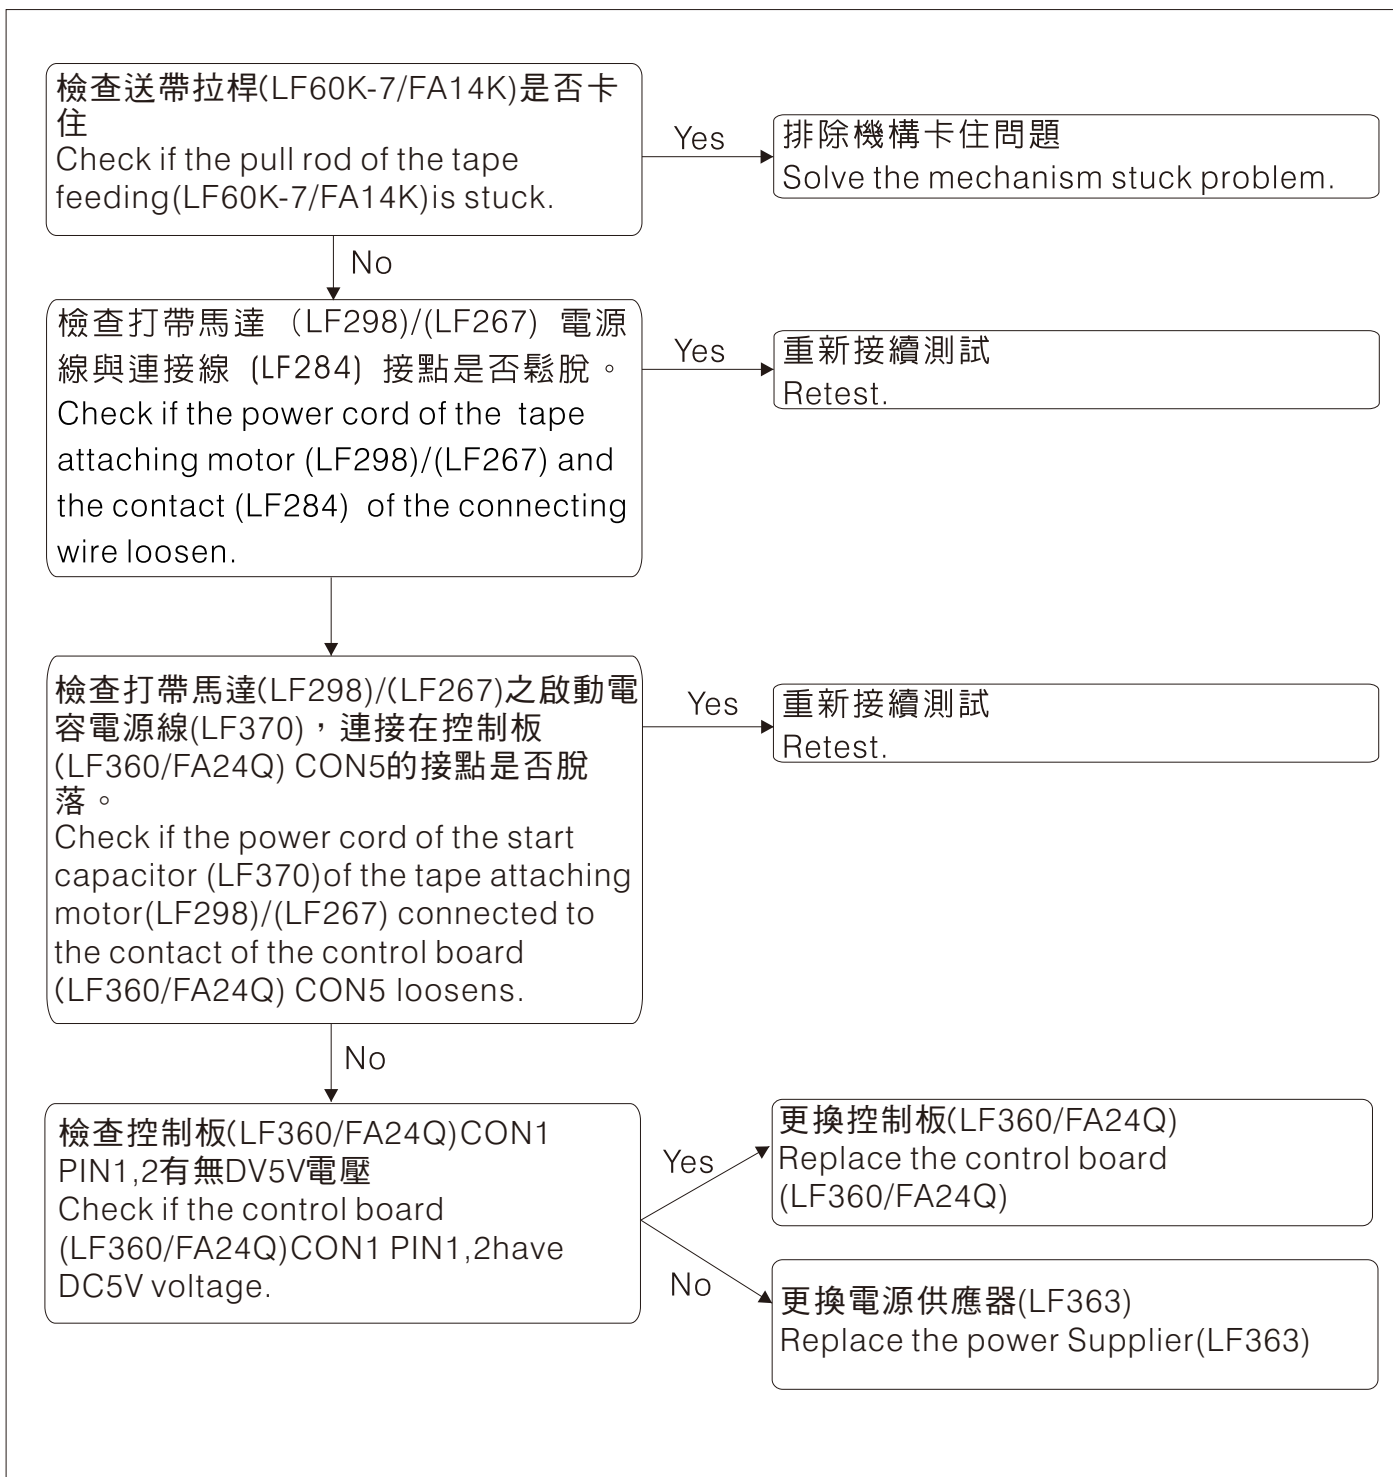 檢查送帶拉桿(LF60K-7/FA14K)是否卡
住
Check if the pull rod of the tape
feeding(LF60K-7/FA14K)is stuck.
Yes
排除機構卡住問題
Solve the mechanism stuck problem.
No
檢查打帶馬達（LF298)/(LF267) 電源
線與連接線 (LF284) 接點是否鬆脫。
Check if the power cord of the tape
attaching motor (LF298)/(LF267) and
the contact (LF284) of the connecting
wire loosen.
Yes
重新接續測試
Retest.
檢查打帶馬達(LF298)/(LF267)之啟動電
容電源線(LF370)，連接在控制板
(LF360/FA24Q) CON5的接點是否脫
落。
Check if the power cord of the start
capacitor (LF370)of the tape attaching
motor(LF298)/(LF267) connected to
the contact of the control board
(LF360/FA24Q) CON5 loosens.
Yes
重新接續測試
Retest.
No
檢查控制板(LF360/FA24Q)CON1
PIN1,2有無DV5V電壓
Check if the control board
(LF360/FA24Q)CON1 PIN1,2have
DC5V voltage.
Yes
更換控制板(LF360/FA24Q)
Replace the control board
(LF360/FA24Q)
No
更換電源供應器(LF363)
Replace the power Supplier(LF363)